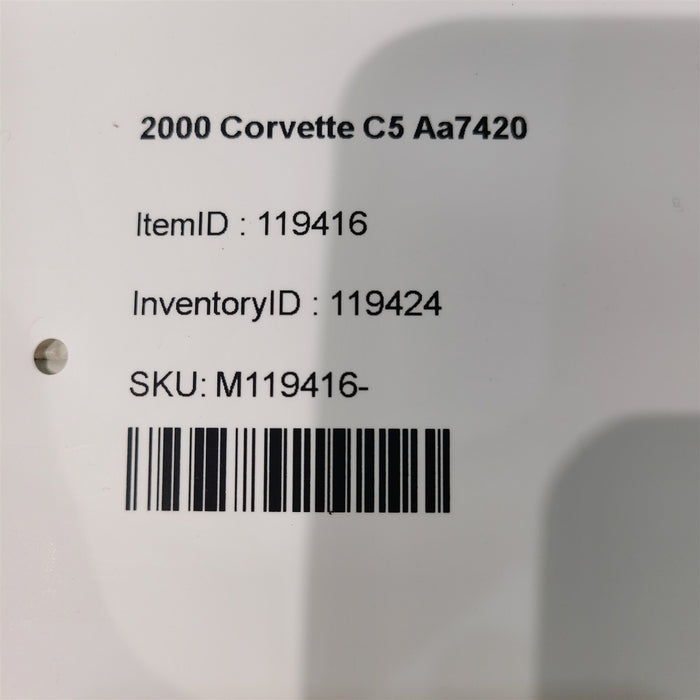 2000 Corvette C5 Aa7420
ItemID : 119416
InventoryID : 119424
SKU: M119416-